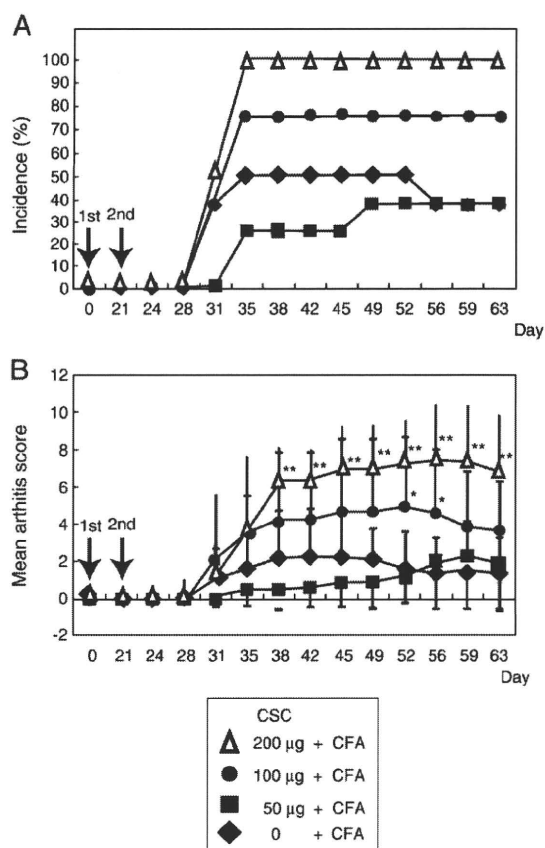 A
Incidence (%)
100
90
80
70
60
50
40
30
20
10
0
1st 2nd
0 21 24 28 31 35 38 42 45 49 52 56 59 63
Day
B
Mean arthitis score
12
10
8
6
4
2
0
-2
1st 2nd
** ** ** ** ** ** ** **
* *
0 21 24 28 31 35 38 42 45 49 52 56 59 63
Day
CSC
200 µg + CFA
100 µg + CFA
50 µg + CFA
0 + CFA